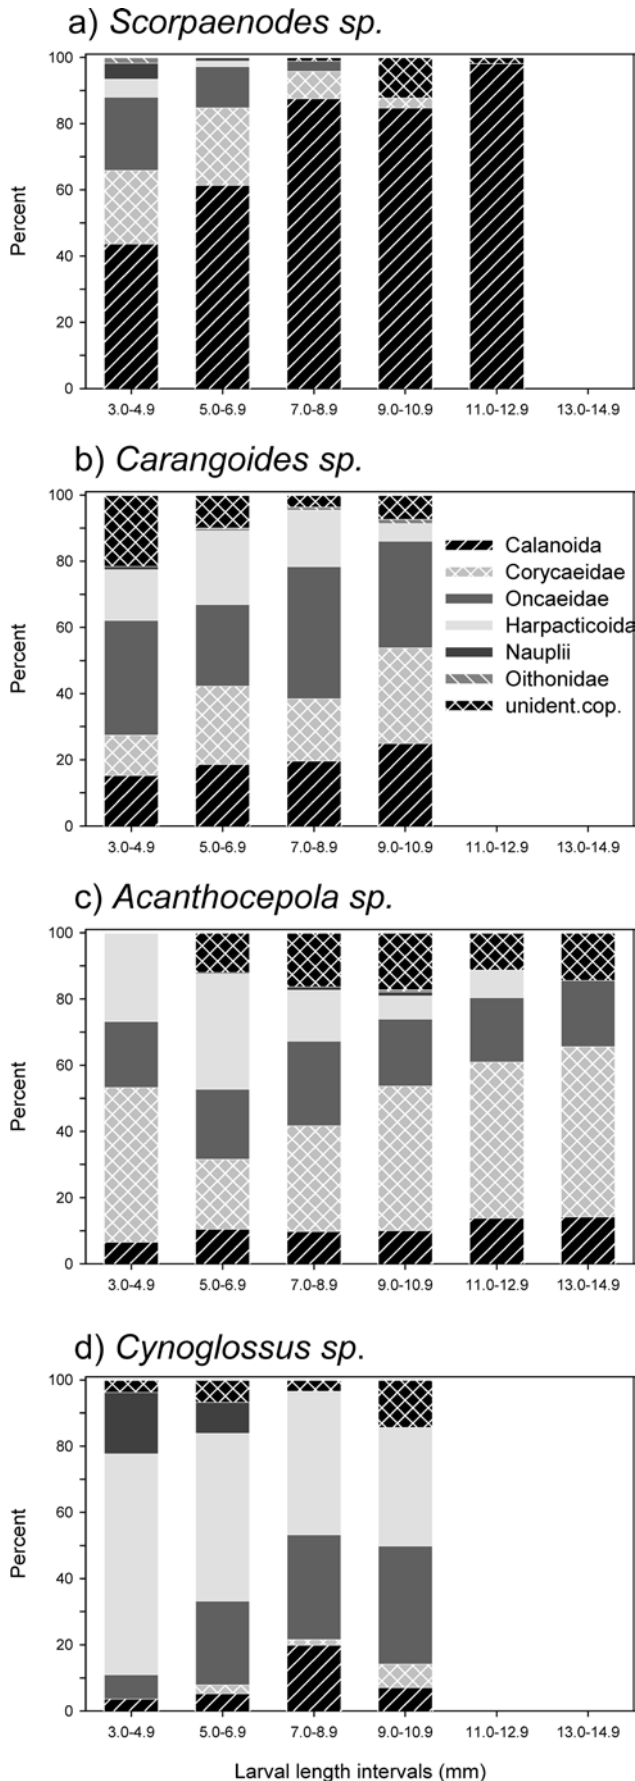 a) Scorpaenodes sp.
100
80
60
40
20
0
Percent
3.0-4.9 5.0-6.9 7.0-8.9 9.0-10.9 11.0-12.9 13.0-14.9
b) Carangoides sp.
100
80
60
40
20
0
Percent
Calanoida
Corycaeidae
Oncaeidae
Harpacticoida
Nauplii
Oithonidae
unident.cop.
3.0-4.9 5.0-6.9 7.0-8.9 9.0-10.9 11.0-12.9 13.0-14.9
c) Acanthocepola sp.
100
80
60
40
20
0
Percent
3.0-4.9 5.0-6.9 7.0-8.9 9.0-10.9 11.0-12.9 13.0-14.9
d) Cynoglossus sp.
100
80
60
40
20
0
Percent
3.0-4.9 5.0-6.9 7.0-8.9 9.0-10.9 11.0-12.9 13.0-14.9
Larval length intervals (mm)